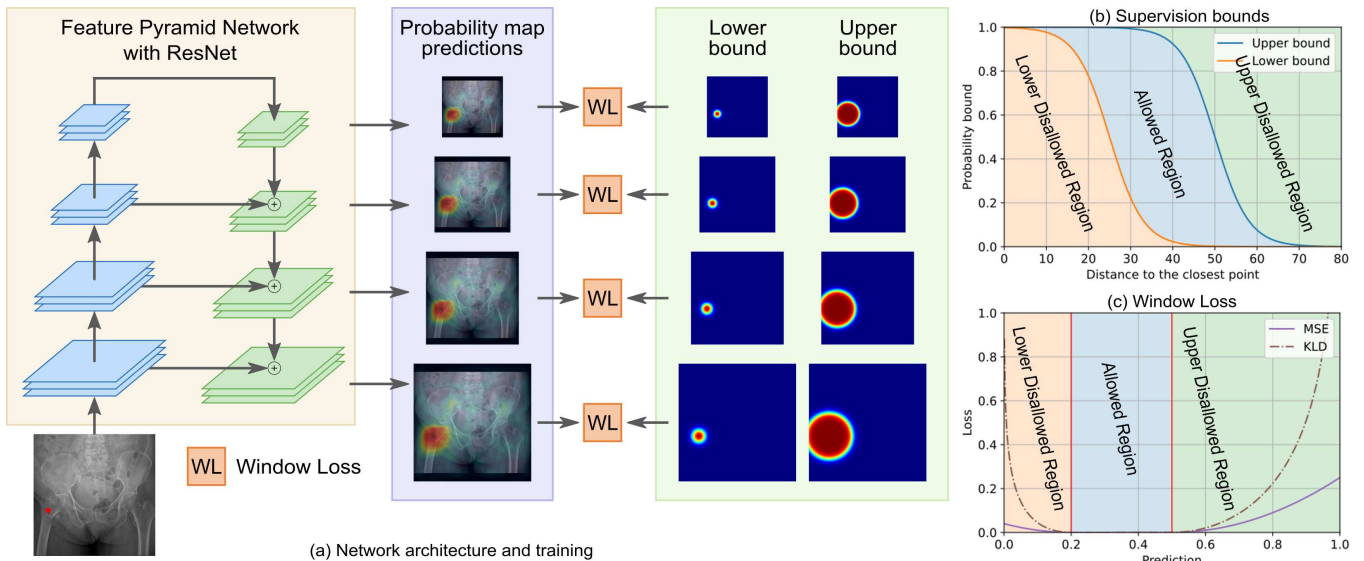 Feature Pyramid Network
with ResNet
Probability map
predictions
Lower
bound
Upper
bound
WL
WL
WL
WL
WL Window Loss
(a) Network architecture and training
(b) Supervision bounds
Probability bound
1.0
0.8
0.6
0.4
0.2
0.0
Upper bound
Lower bound
Lower Disallowed Region
Allowed Region
Upper Disallowed Region
0 10 20 30 40 50 60 70 80
Distance to the closest point
(c) Window Loss
Loss
1.0
0.8
0.6
0.4
0.2
0.0
MSE
KLD
Lower Disallowed Region
Allowed Region
Upper Disallowed Region
0.0 0.2 0.4 0.6 0.8 1.0
Prediction